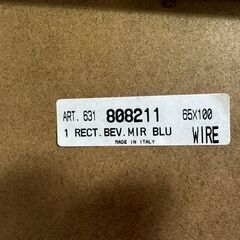 ART. 631 808211 65X100
1 RECT.BEV.MIR BLU WIRE
MADE IN ITALY